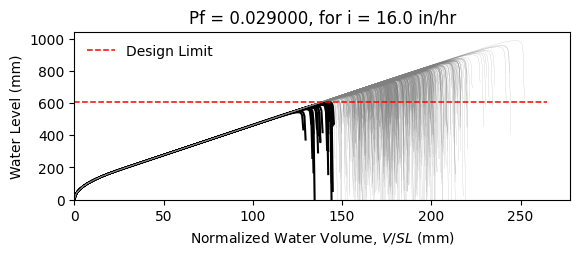 Pf = 0.029000, for i = 16.0 in/hr
Design Limit
Water Level (mm)
1000
800
600
400
200
0
0 50 100 150 200 250
Normalized Water Volume, V/SL (mm)